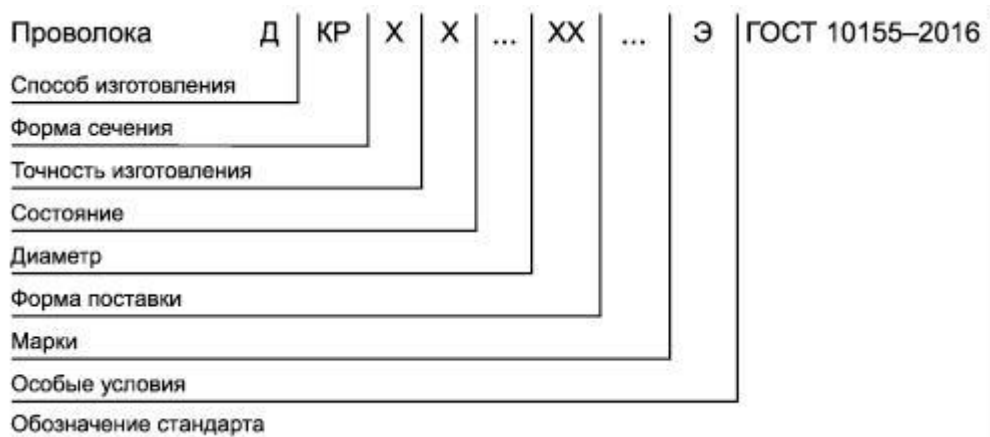 Проволока Д КР Х Х ... ХХ ... Э ГОСТ 10155–2016
Способ изготовления
Форма сечения
Точность изготовления
Состояние
Диаметр
Форма поставки
Марки
Особые условия
Обозначение стандарта